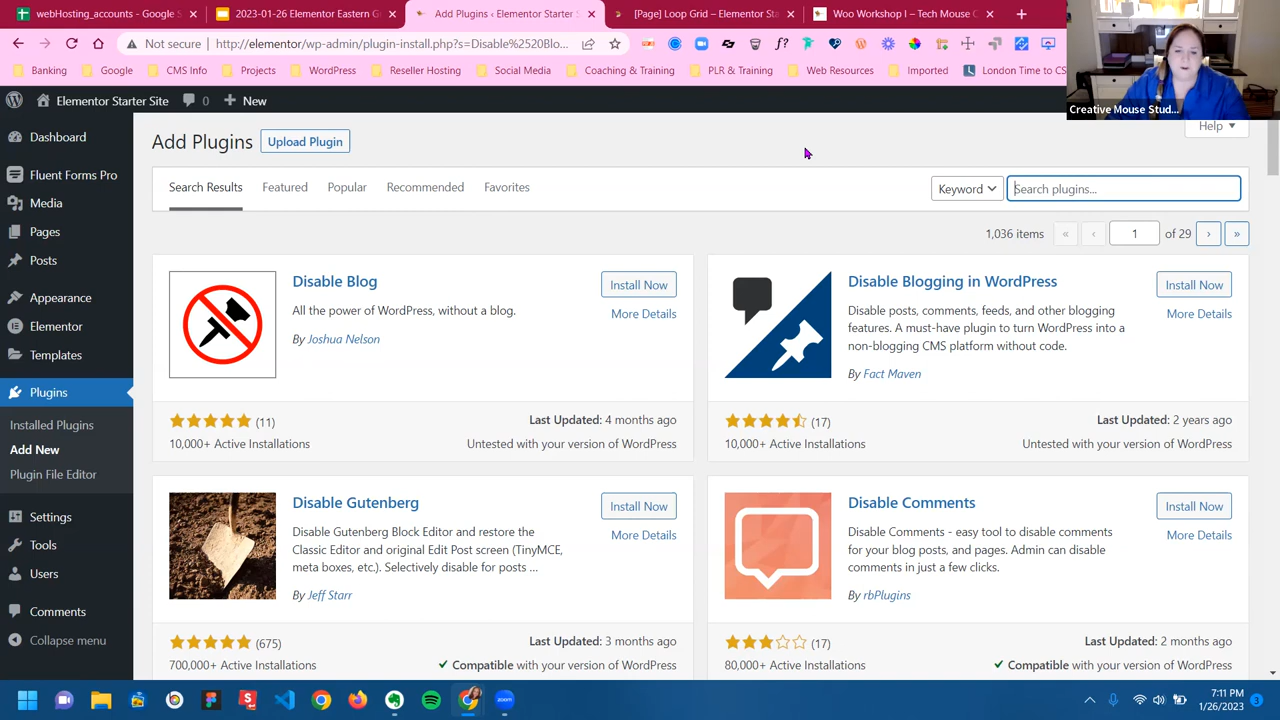 webHosting_accounts - Google S
2023-01-26 Elementor Eastern G
Add Plugins ‹ Elementor Starter S
[Page] Loop Grid – Elementor Sta
Woo Workshop I – Tech Mouse C
Not secure
http://elementor/wp-admin/plugin-install.php?s=Disable%2520Blo...
Banking
Google
CMS Info
Projects
WordPress
Reseller Hosting
Social Media
Coaching & Training
PLR & Training
Web Resources
Imported
London Time to CS
Creative Mouse Stud...
Elementor Starter Site
0
New
Dashboard
Fluent Forms Pro
Media
Pages
Posts
Appearance
Elementor
Templates
Plugins
Installed Plugins
Add New
Plugin File Editor
Settings
Tools
Users
Comments
Collapse menu
Add Plugins
Upload Plugin
Help
Search Results
Featured
Popular
Recommended
Favorites
Keyword
Search plugins...
1,036 items
«
‹
1
of 29
›
»
Disable Blog
Install Now
All the power of WordPress, without a blog.
More Details
By Joshua Nelson
(11)
Last Updated: 4 months ago
10,000+ Active Installations
Untested with your version of WordPress
Disable Blogging in WordPress
Install Now
Disable posts, comments, feeds, and other blogging
More Details
features. A must-have plugin to turn WordPress into a
non-blogging CMS platform without code.
By Fact Maven
(17)
Last Updated: 2 years ago
10,000+ Active Installations
Untested with your version of WordPress
Disable Gutenberg
Install Now
Disable Gutenberg Block Editor and restore the
More Details
Classic Editor and original Edit Post screen (TinyMCE,
meta boxes, etc.). Selectively disable for posts ...
By Jeff Starr
(675)
Last Updated: 3 months ago
700,000+ Active Installations
Compatible with your version of WordPress
Disable Comments
Install Now
Disable Comments - easy tool to disable comments
More Details
for your blog posts, and pages. Admin can disable
comments in just a few clicks.
By rbPlugins
(17)
Last Updated: 2 months ago
80,000+ Active Installations
Compatible with your version of WordPress
zoom
7:11 PM
1/26/2023
3